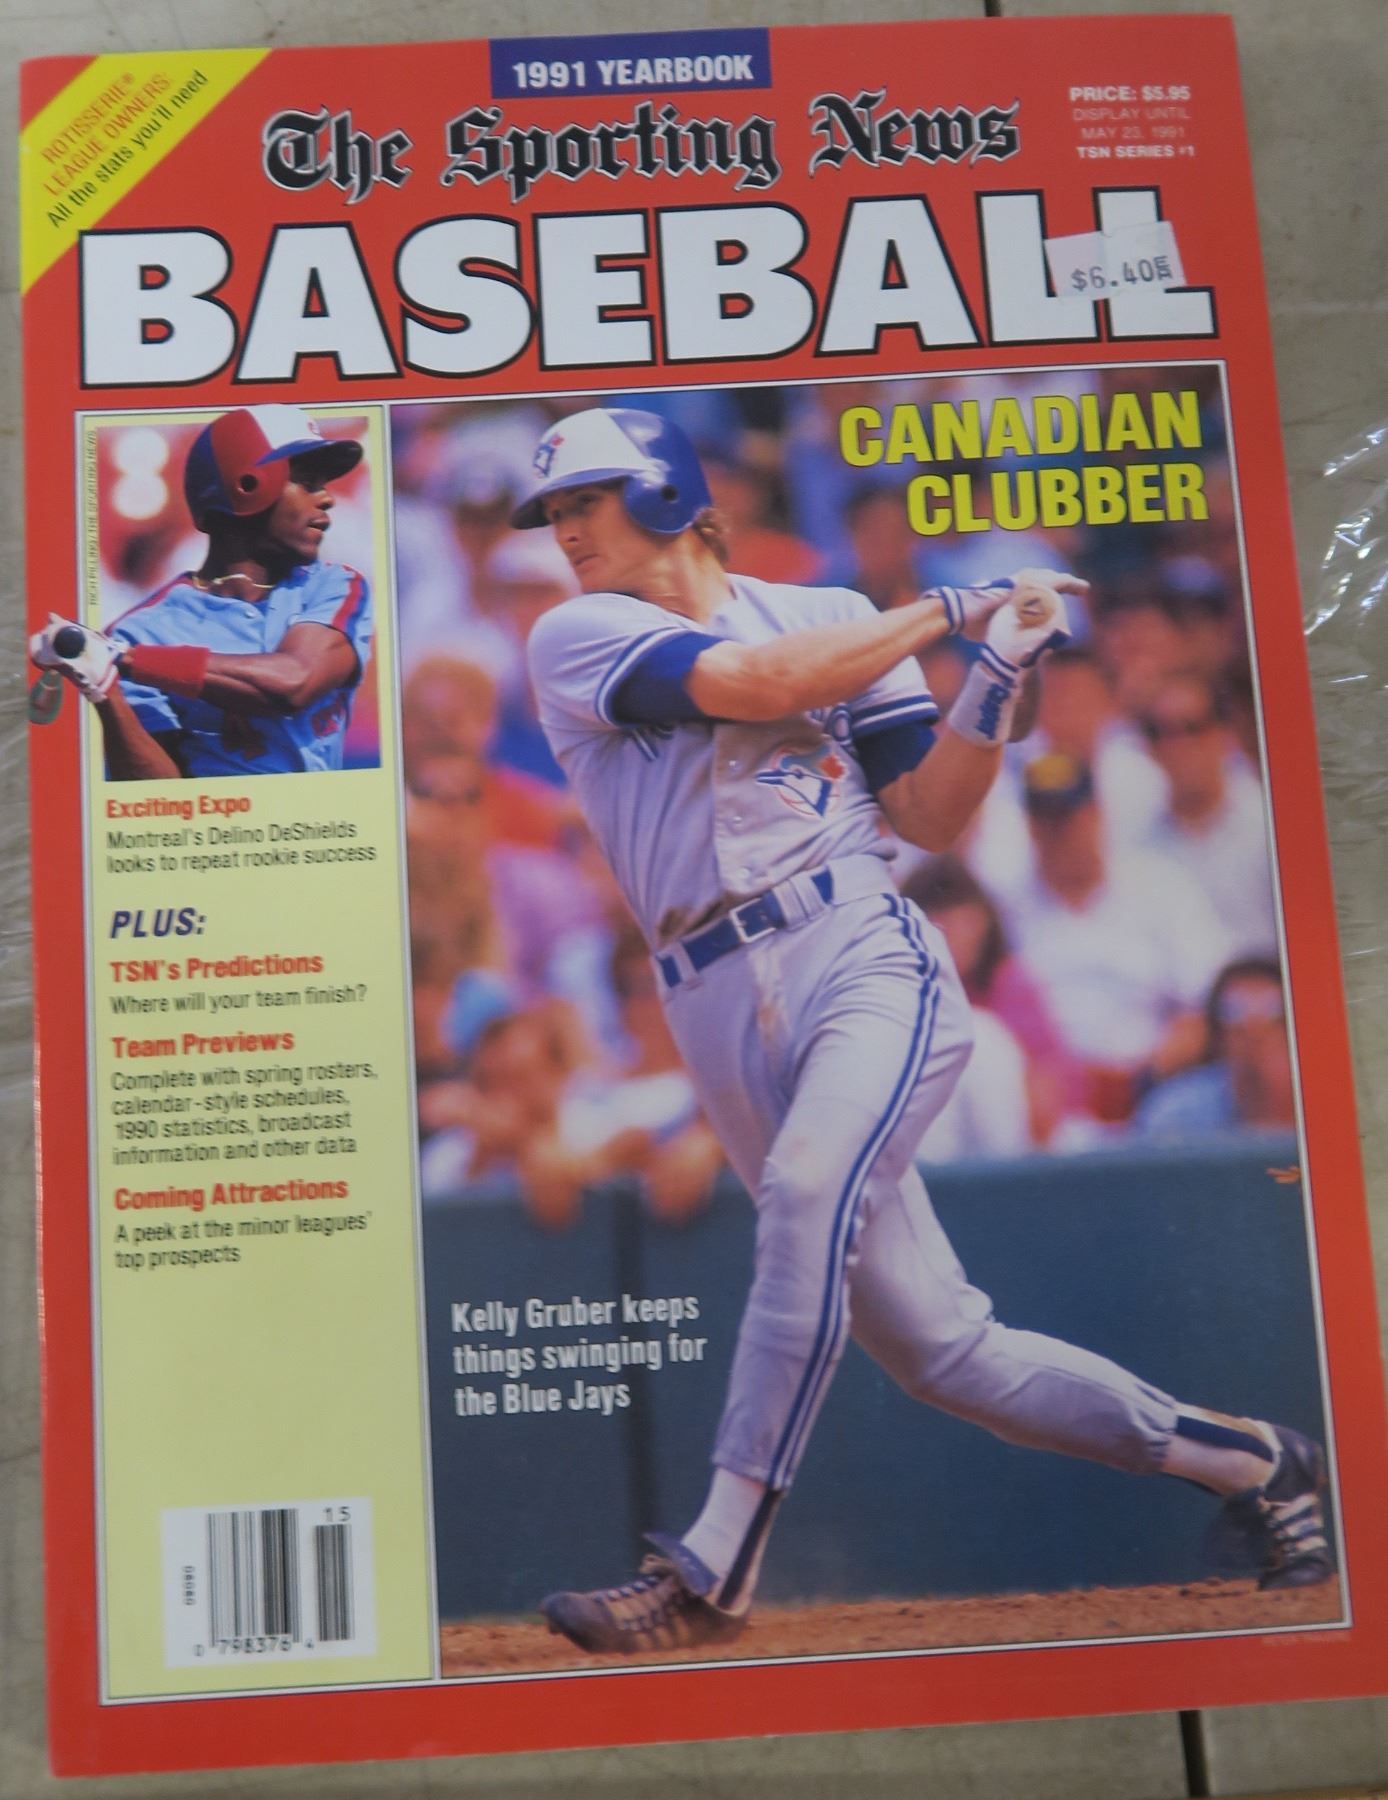 1991 YEARBOOK
ROTISSERIE®
LEAGUE OWNERS:
All the stats you'll need
The Sporting News
PRICE: $5.95
DISPLAY UNTIL
MAY 23, 1991
TSN SERIES #1
BASEBALL
$6.40
CANADIAN
CLUBBER
Exciting Expo
Montreal's Delino DeShields
looks to repeat rookie success
PLUS:
TSN's Predictions
Where will your team finish?
Team Previews
Complete with spring rosters,
calendar-style schedules,
1990 statistics, broadcast
information and other data
Coming Attractions
A peek at the minor leagues'
top prospects
Kelly Gruber keeps
things swinging for
the Blue Jays
15
08090
0 798376 4